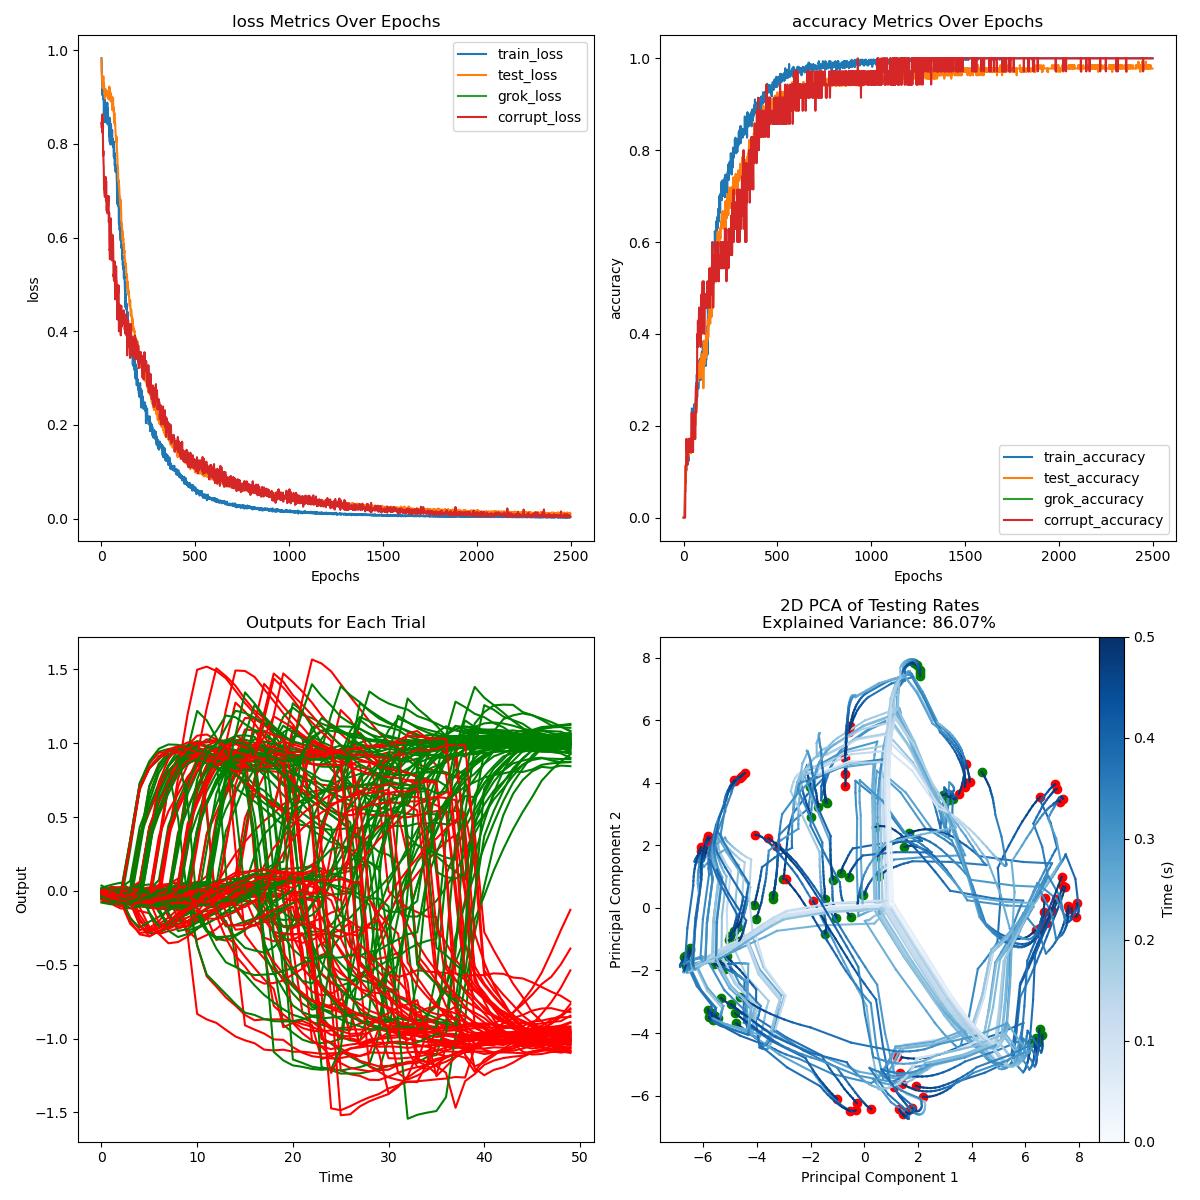 loss Metrics Over Epochs
1.0
0.8
0.6
0.4
0.2
0.0
loss
0
500
1000
1500
2000
2500
Epochs
train_loss
test_loss
grok_loss
corrupt_loss
accuracy Metrics Over Epochs
1.0
0.8
0.6
0.4
0.2
0.0
accuracy
0
500
1000
1500
2000
2500
Epochs
train_accuracy
test_accuracy
grok_accuracy
corrupt_accuracy
Outputs for Each Trial
1.5
1.0
0.5
0.0
−0.5
−1.0
−1.5
Output
0
10
20
30
40
50
Time
2D PCA of Testing Rates
Explained Variance: 86.07%
8
6
4
2
0
−2
−4
−6
Principal Component 2
−6
−4
−2
0
2
4
6
8
Principal Component 1
0.5
0.4
0.3
0.2
0.1
0.0
Time (s)